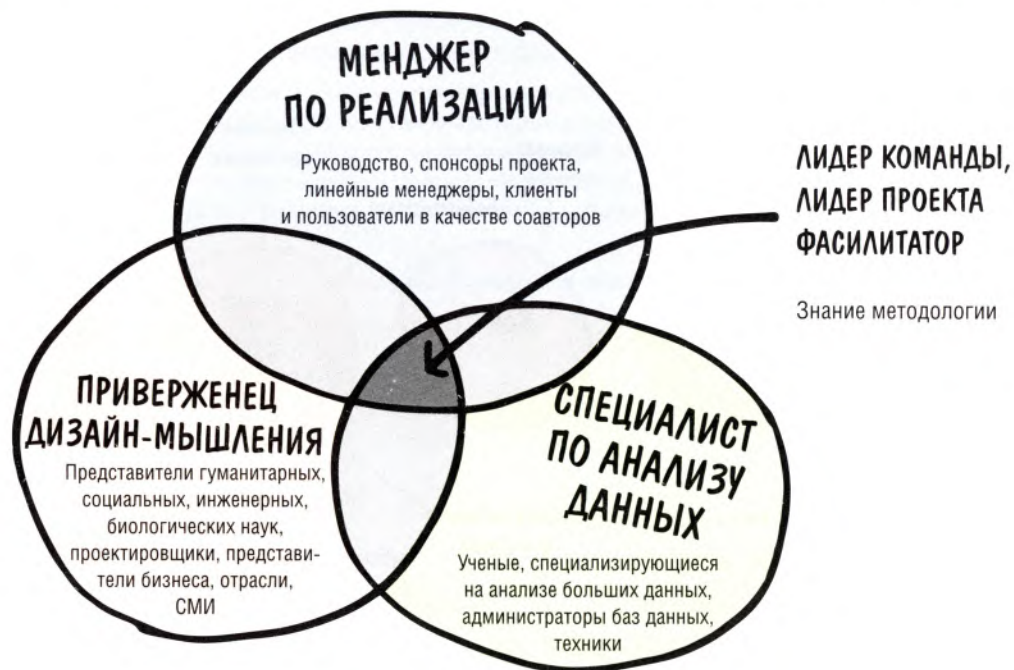 МЕНДЖЕР
ПО РЕАЛИЗАЦИИ
Руководство, спонсоры проекта,
линейные менеджеры, клиенты
и пользователи в качестве соавторов
ЛИДЕР КОМАНДЫ,
ЛИДЕР ПРОЕКТА
ФАСИЛИТАТОР
Знание методологии
ПРИВЕРЖЕНЕЦ
ДИЗАЙН-МЫШЛЕНИЯ
Представители гуманитарных,
социальных, инженерных,
биологических наук,
проектировщики, представи-
тели бизнеса, отрасли,
СМИ
СПЕЦИАЛИСТ
ПО АНАЛИЗУ
ДАННЫХ
Ученые, специализирующиеся
на анализе больших данных,
администраторы баз данных,
техники